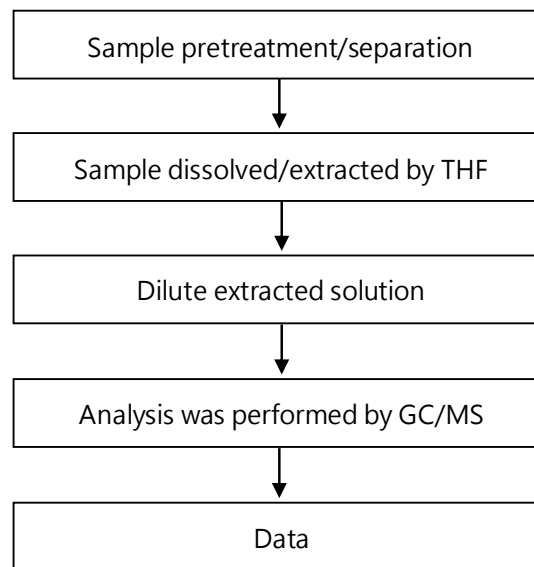 Sample pretreatment/separation
Sample dissolved/extracted by THF
Dilute extracted solution
Analysis was performed by GC/MS
Data